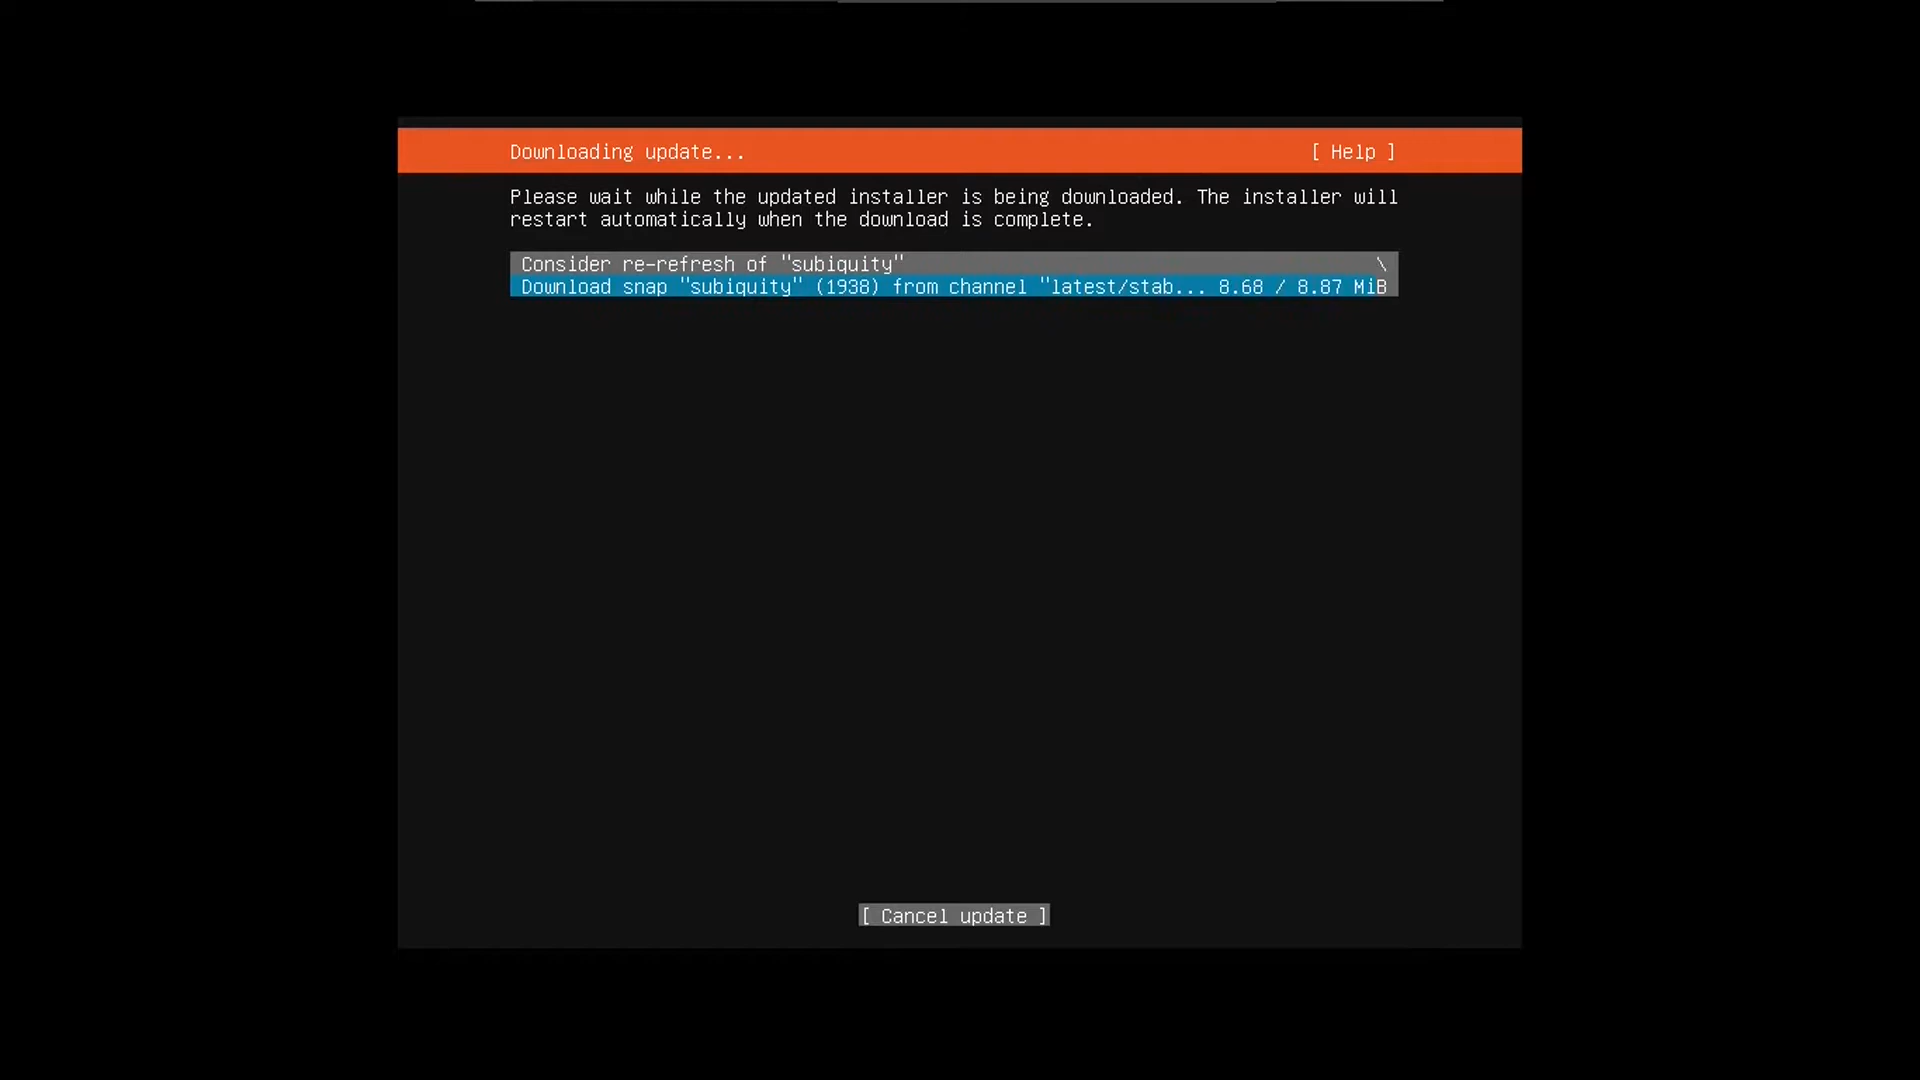 Downloading update... [ Help ]
Please wait while the updated installer is being downloaded. The installer will
restart automatically when the download is complete.
Consider re-refresh of "subiquity" \
Download snap "subiquity" (1938) from channel "latest/stab... 8.68 / 8.87 MiB
[ Cancel update ]